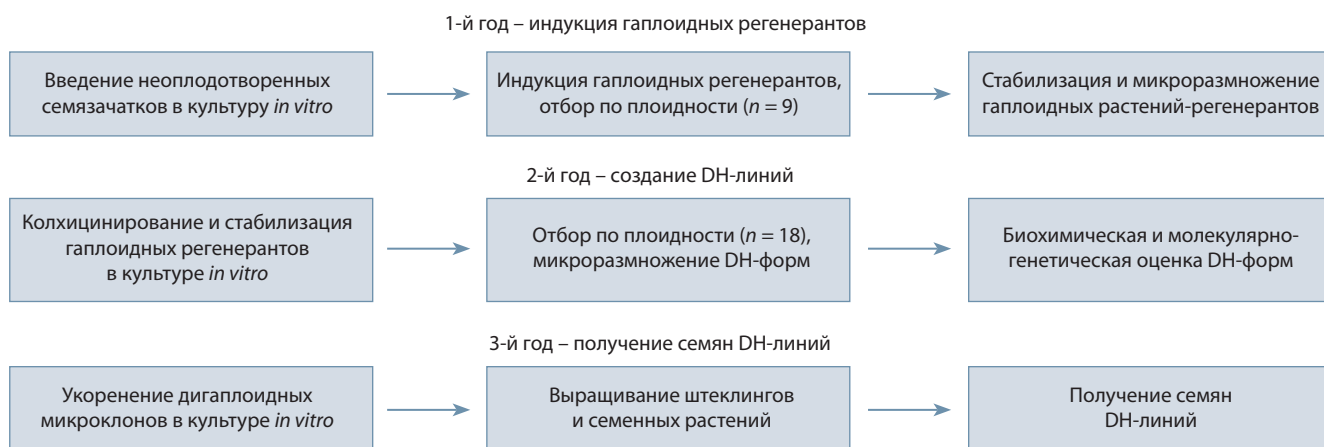 1-й год – индукция гаплоидных регенерантов
Введение неоплодотворенных
семязачатков в культуру in vitro
Индукция гаплоидных регенерантов,
отбор по плоидности (n = 9)
Стабилизация и микроразмножение
гаплоидных растений-регенерантов
2-й год – создание DH-линий
Колхицинирование и стабилизация
гаплоидных регенерантов
в культуре in vitro
Отбор по плоидности (n = 18),
микроразмножение DH-форм
Биохимическая и молекулярно-
генетическая оценка DH-форм
3-й год – получение семян DH-линий
Укоренение дигаплоидных
микроклонов в культуре in vitro
Выращивание штеклингов
и семенных растений
Получение семян
DH-линий